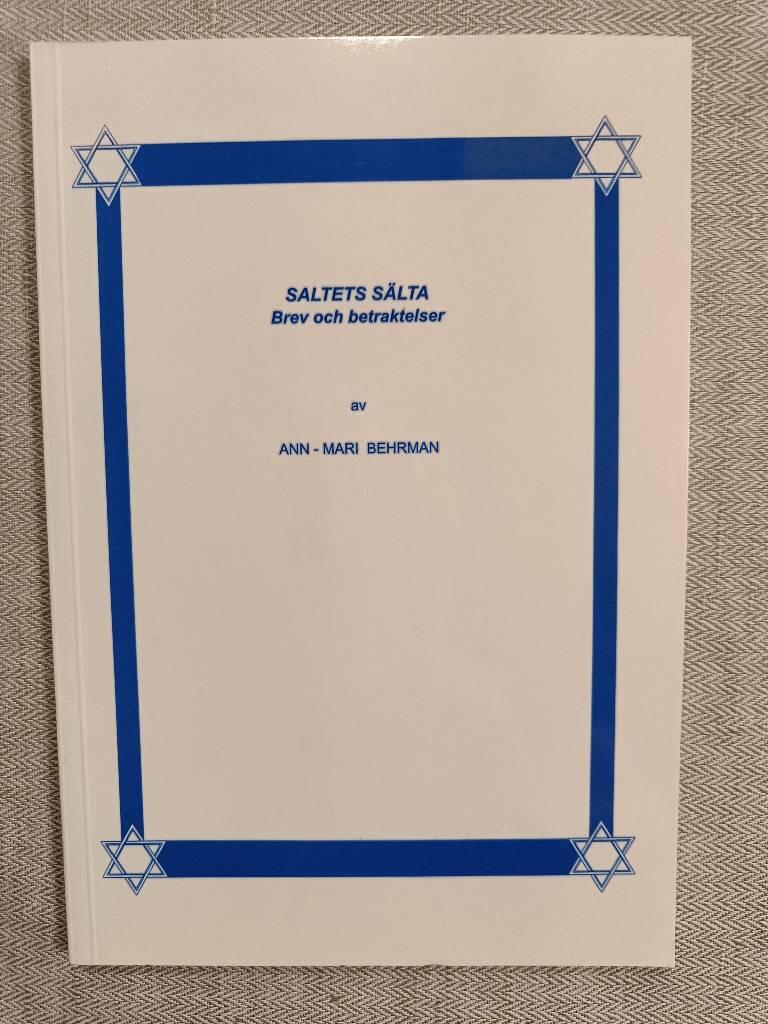 SALTETS SÄLTA
Brev och betraktelser
av
ANN - MARI BEHRMAN